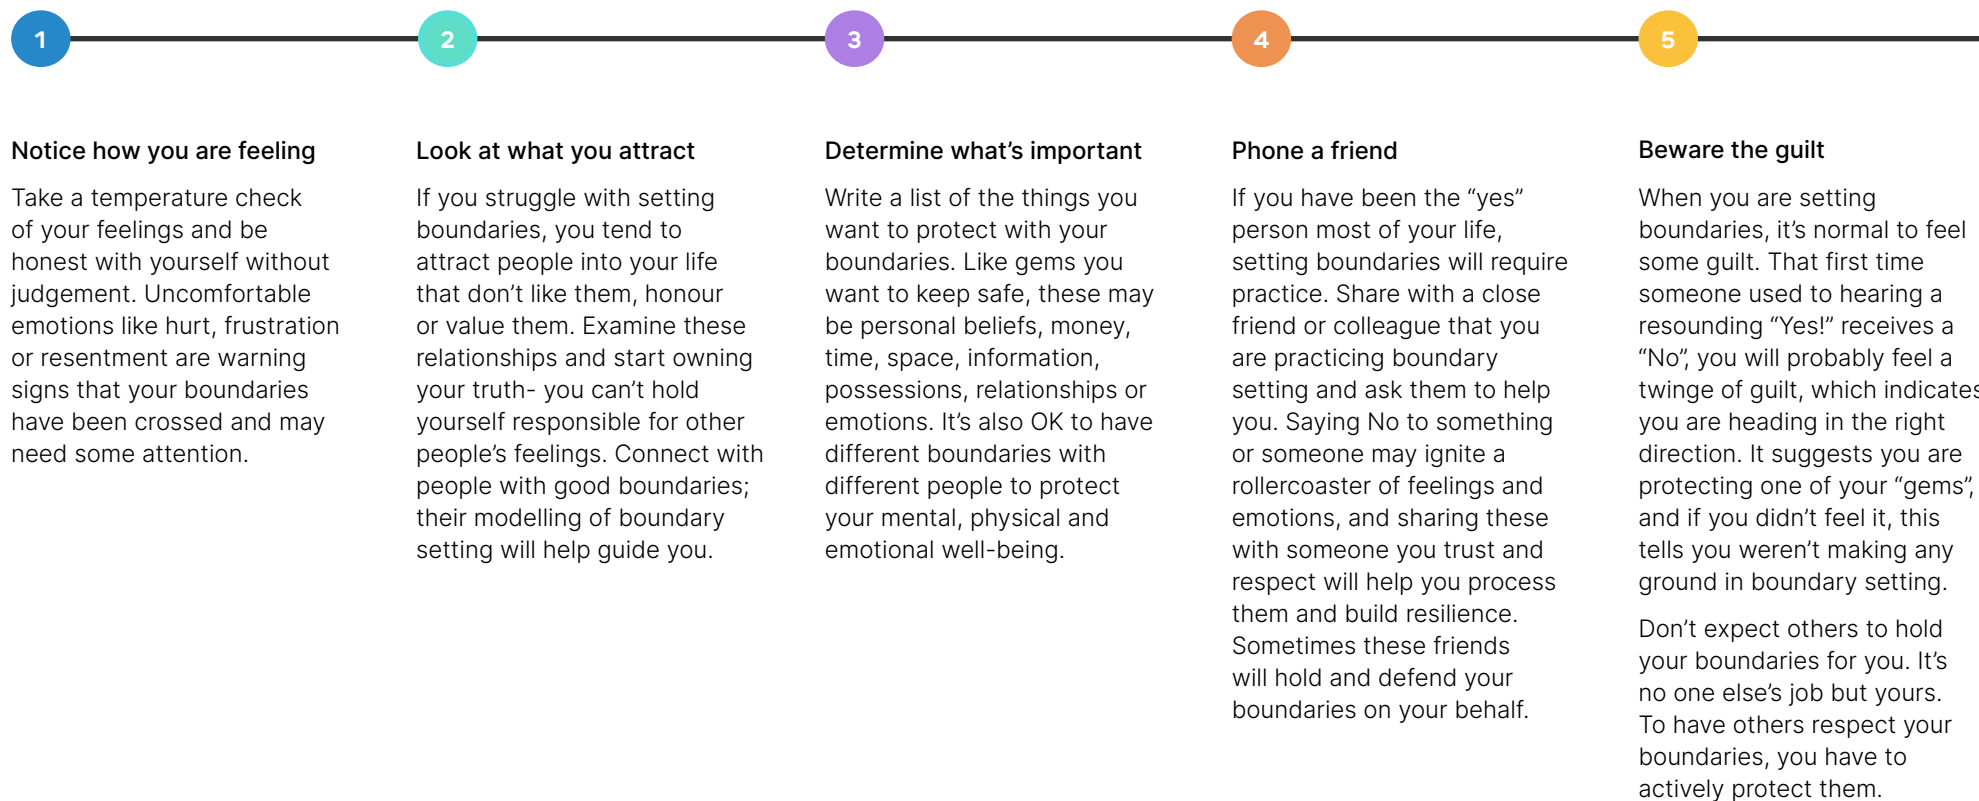 1
2
3
4
5
Notice how you are feeling
Take a temperature check
of your feelings and be
honest with yourself without
judgement. Uncomfortable
emotions like hurt, frustration
or resentment are warning
signs that your boundaries
have been crossed and may
need some attention.
Look at what you attract
If you struggle with setting
boundaries, you tend to
attract people into your life
that don’t like them, honour
or value them. Examine these
relationships and start owning
your truth- you can’t hold
yourself responsible for other
people’s feelings. Connect with
people with good boundaries;
their modelling of boundary
setting will help guide you.
Determine what’s important
Write a list of the things you
want to protect with your
boundaries. Like gems you
want to keep safe, these may
be personal beliefs, money,
time, space, information,
possessions, relationships or
emotions. It’s also OK to have
different boundaries with
different people to protect
your mental, physical and
emotional well-being.
Phone a friend
If you have been the “yes”
person most of your life,
setting boundaries will require
practice. Share with a close
friend or colleague that you
are practicing boundary
setting and ask them to help
you. Saying No to something
or someone may ignite a
rollercoaster of feelings and
emotions, and sharing these
with someone you trust and
respect will help you process
them and build resilience.
Sometimes these friends
will hold and defend your
boundaries on your behalf.
Beware the guilt
When you are setting
boundaries, it’s normal to feel
some guilt. That first time
someone used to hearing a
resounding “Yes!” receives a
“No”, you will probably feel a
twinge of guilt, which indicates
you are heading in the right
direction. It suggests you are
protecting one of your “gems”,
and if you didn’t feel it, this
tells you weren’t making any
ground in boundary setting.
Don’t expect others to hold
your boundaries for you. It’s
no one else’s job but yours.
To have others respect your
boundaries, you have to
actively protect them.